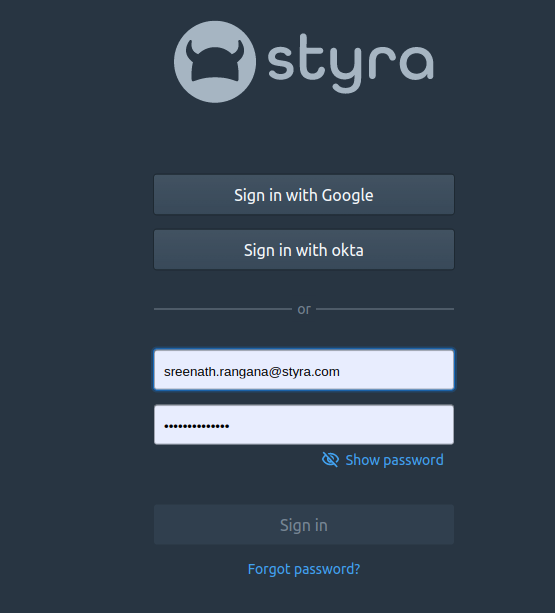 styra
Sign in with Google
Sign in with okta
or
sreenath.rangana@styra.com
••••••••••••••
Show password
Sign in
Forgot password?